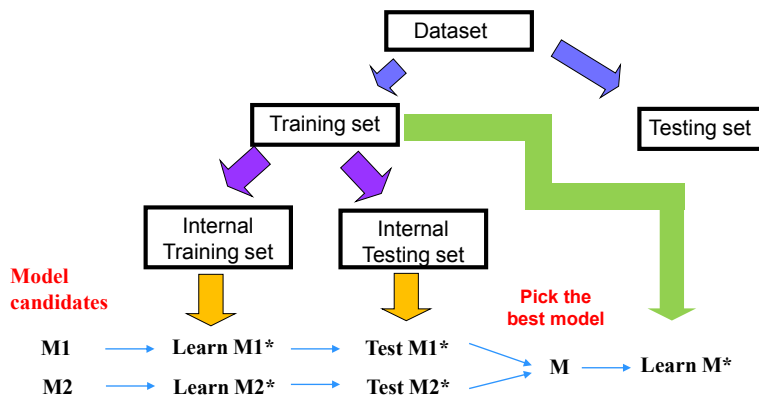 Dataset
Training set
Testing set
Internal
Training set
Internal
Testing set
Model
candidates
Pick the
best model
M1
Learn M1*
Test M1*
M
Learn M*
M2
Learn M2*
Test M2*